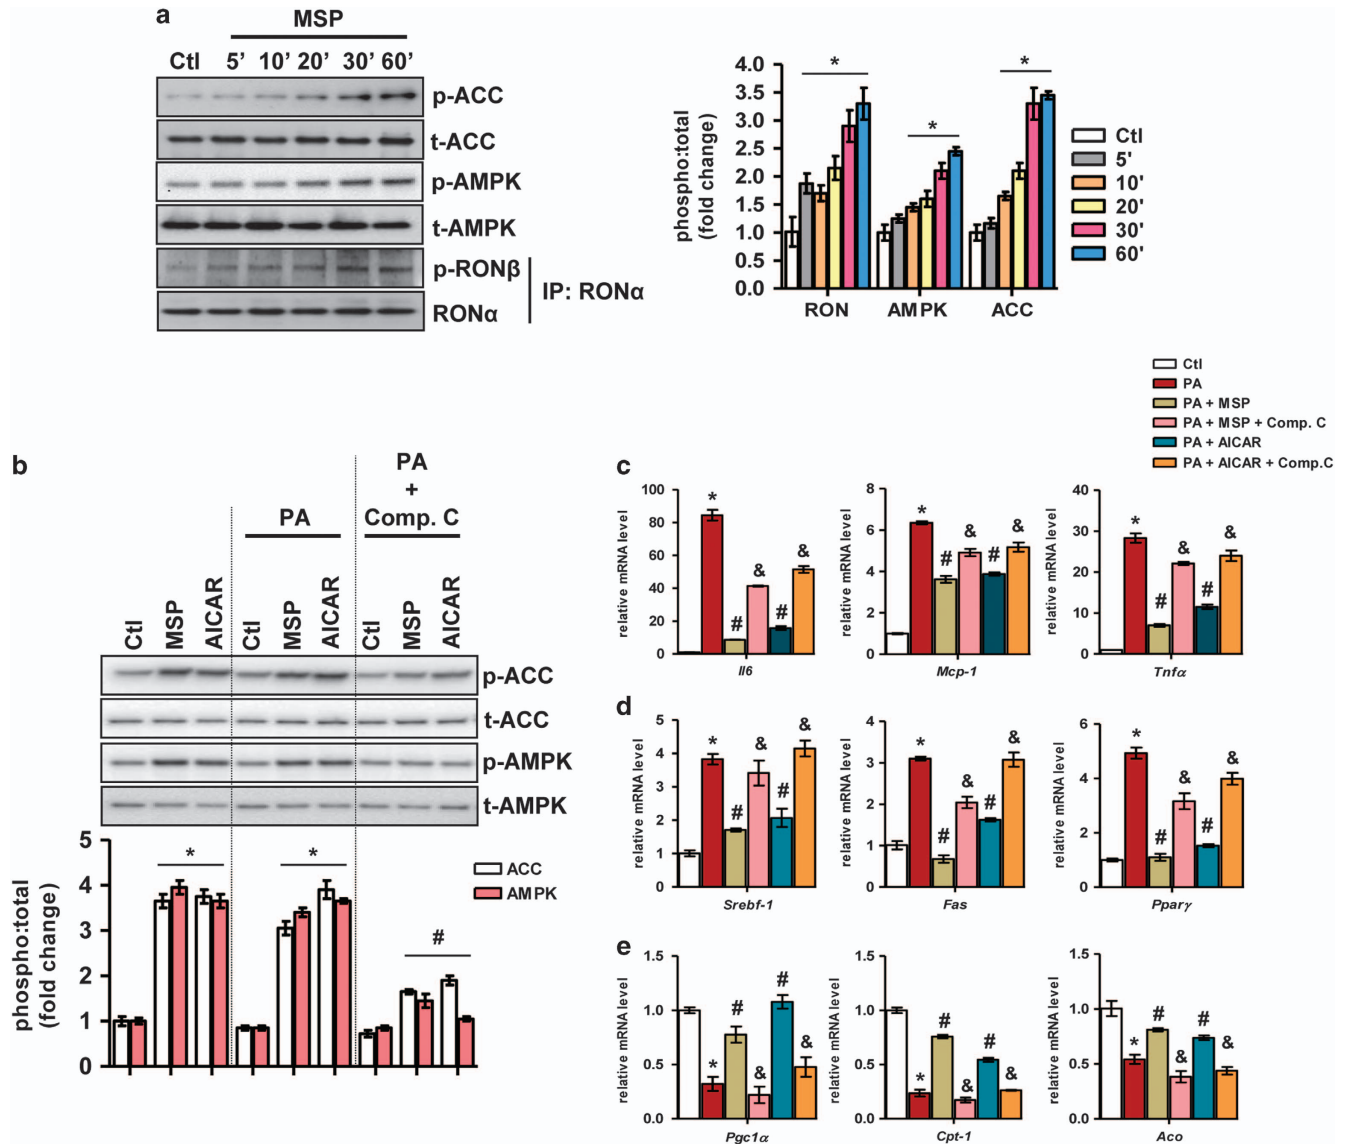 a
MSP
Ctl 5’ 10’ 20’ 30’ 60’
p-ACC
t-ACC
p-AMPK
t-AMPK
p-RONβ
RONα
IP: RONα
phospho:total
(fold change)
4.0
3.5
3.0
2.5
2.0
1.5
1.0
0.5
0.0
* * *
RON AMPK ACC
Ctl
5'
10'
20'
30'
60'
b
PA
PA
+
Comp. C
Ctl MSP AICAR Ctl MSP AICAR Ctl MSP AICAR
p-ACC
t-ACC
p-AMPK
t-AMPK
phospho:total
(fold change)
5
4
3
2
1
0
* * #
ACC
AMPK
Ctl
PA
PA + MSP
PA + MSP + Comp. C
PA + AICAR
PA + AICAR + Comp.C
c
relative mRNA level
100
80
60
40
20
0
* # & # &
Il6
relative mRNA level
8
6
4
2
0
* # & # &
Mcp-1
relative mRNA level
40
30
20
10
0
* # & # &
Tnfα
d
relative mRNA level
5
4
3
2
1
0
* # & # &
Srebf-1
relative mRNA level
4
3
2
1
0
* # & # &
Fas
relative mRNA level
6
4
2
0
* # & # &
Pparγ
e
relative mRNA level
1.5
1.0
0.5
0.0
* # & # &
Pgc1α
relative mRNA level
1.5
1.0
0.5
0.0
* # & # &
Cpt-1
relative mRNA level
1.5
1.0
0.5
0.0
* # & # &
Aco